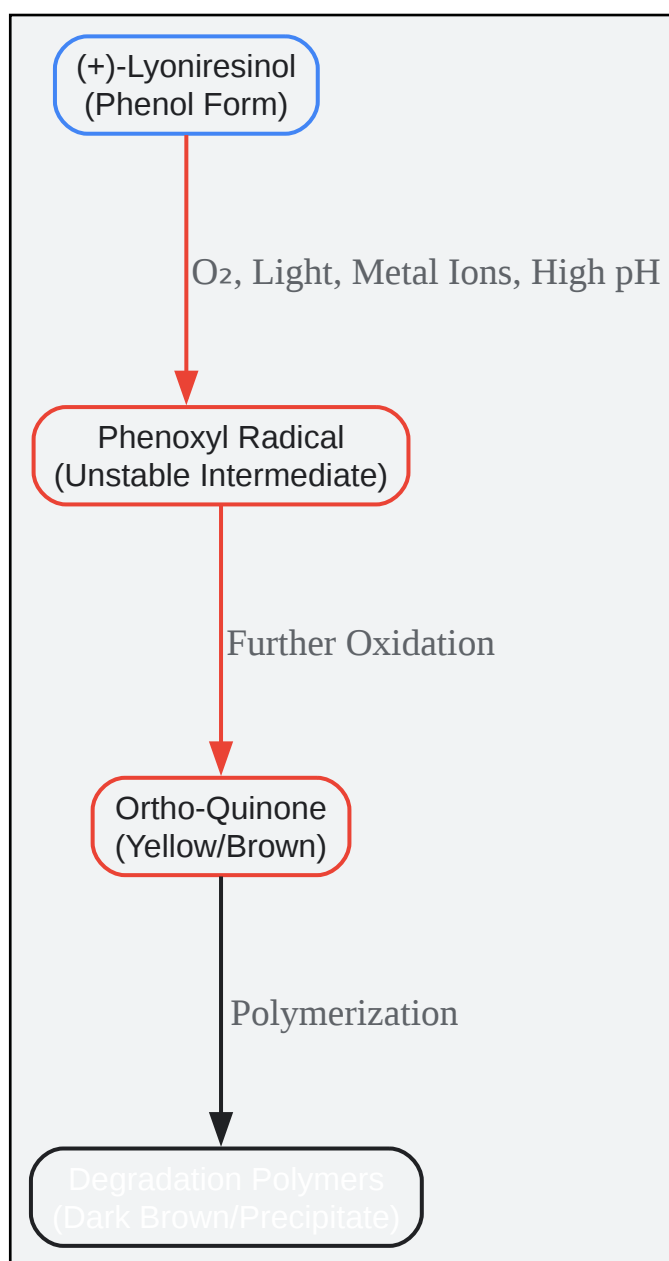 (+)-Lyoniresinol
(Phenol Form)
O₂, Light, Metal Ions, High pH
Phenoxyl Radical
(Unstable Intermediate)
Further Oxidation
Ortho-Quinone
(Yellow/Brown)
Polymerization
Degradation Polymers
(Dark Brown/Precipitate)